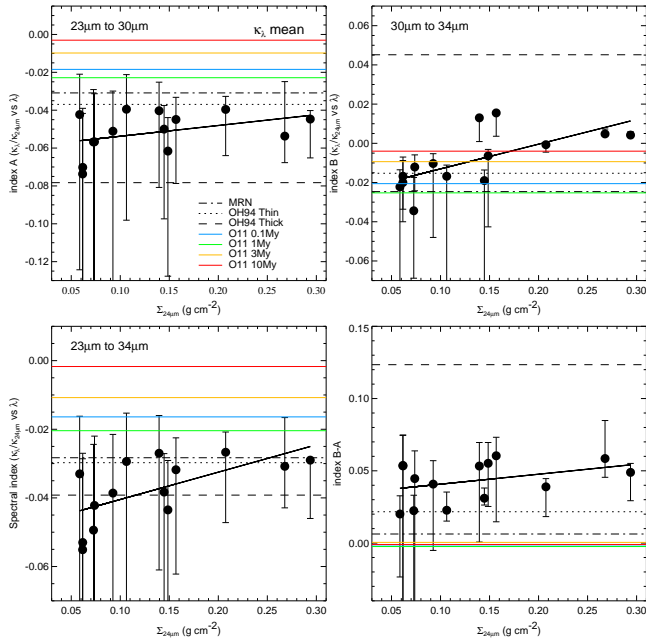 23μm to 30μm
κλ mean
0.00
-0.02
-0.04
-0.06
-0.08
-0.10
-0.12
index A (κλ/κ24μm vs λ)
MRN
OH94 Thin
OH94 Thick
O11 0.1My
O11 1My
O11 3My
O11 10My
0.05 0.10 0.15 0.20 0.25 0.30
Σ24μm (g cm-2)
30μm to 34μm
0.06
0.04
0.02
0.00
-0.02
-0.04
-0.06
index B (κλ/κ24μm vs λ)
0.05 0.10 0.15 0.20 0.25 0.30
Σ24μm (g cm-2)
23μm to 34μm
0.00
-0.02
-0.04
-0.06
Spectral index (κλ/κ24μm vs λ)
0.05 0.10 0.15 0.20 0.25 0.30
Σ24μm (g cm-2)
0.15
0.10
0.05
0.00
index B-A
0.05 0.10 0.15 0.20 0.25 0.30
Σ24μm (g cm-2)